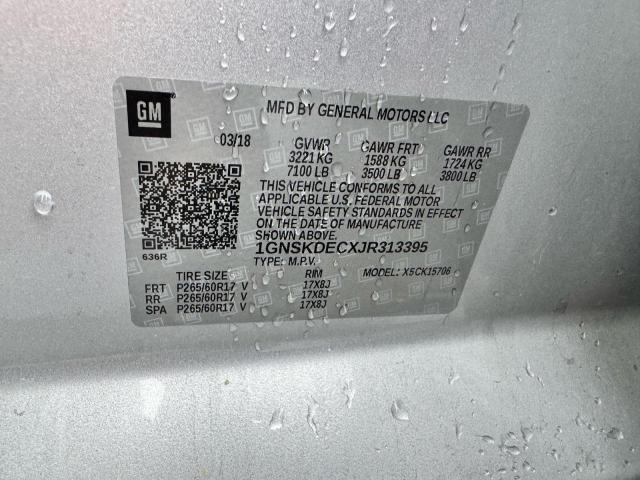 GM
MFD BY GENERAL MOTORS LLC
03/18 GVWR GAWR FRT GAWR RR
3221 KG 1588 KG 1724 KG
7100 LB 3500 LB 3800 LB
THIS VEHICLE CONFORMS TO ALL
APPLICABLE U.S. FEDERAL MOTOR
VEHICLE SAFETY STANDARDS IN EFFECT
ON THE DATE OF MANUFACTURE
SHOWN ABOVE.
1GNSKDECXJR313395
636R TYPE: M.P.V. MODEL: X5CK15706
TIRE SIZE RIM
FRT P265/60R17 V 17X8J
RR P265/60R17 V 17X8J
SPA P265/60R17 V 17X8J